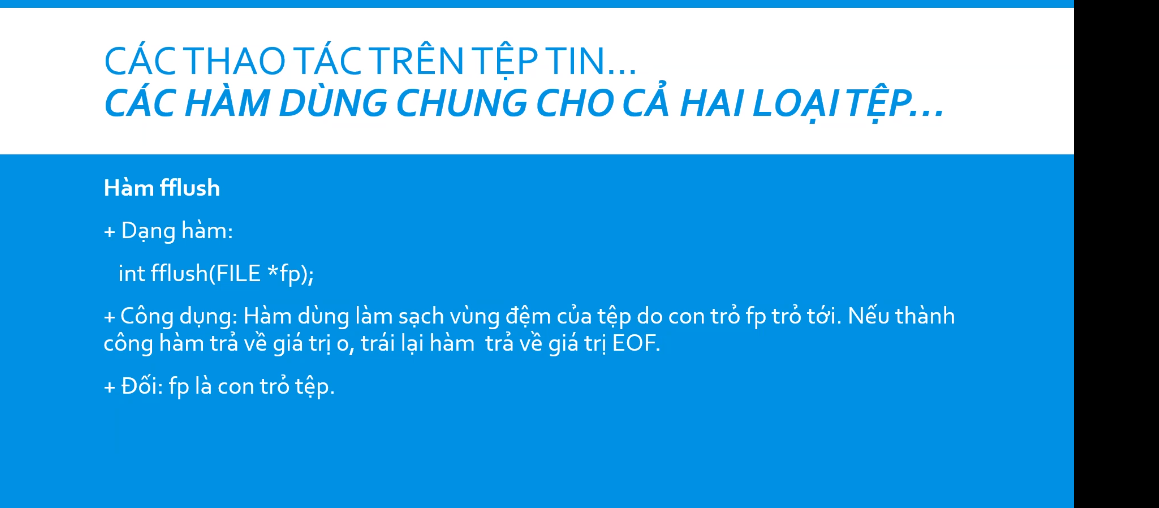 CÁC THAO TÁC TRÊN TỆP TIN...
CÁC HÀM DÙNG CHUNG CHO CẢ HAI LOẠI TỆP...
Hàm fflush
+ Dạng hàm:
int fflush(FILE *fp);
+ Công dụng: Hàm dùng làm sạch vùng đệm của tệp do con trỏ fp trỏ tới. Nếu thành
công hàm trả về giá trị 0, trái lại hàm trả về giá trị EOF.
+ Đối: fp là con trỏ tệp.